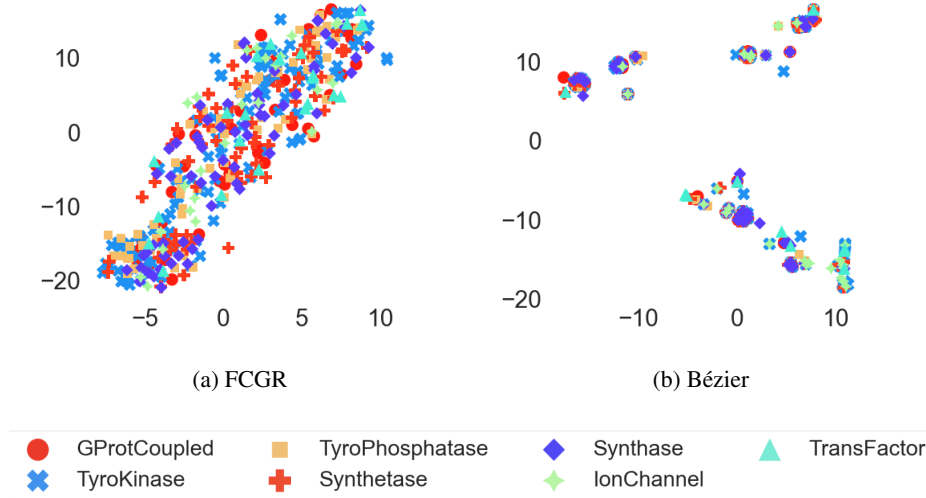 10
0
−10
−20
−5 0 5 10
(a) FCGR
10
0
−10
−20
−10 0 10
(b) Bézier
GProtCoupled TyroPhosphatase Synthase TransFactor
TyroKinase Synthetase IonChannel